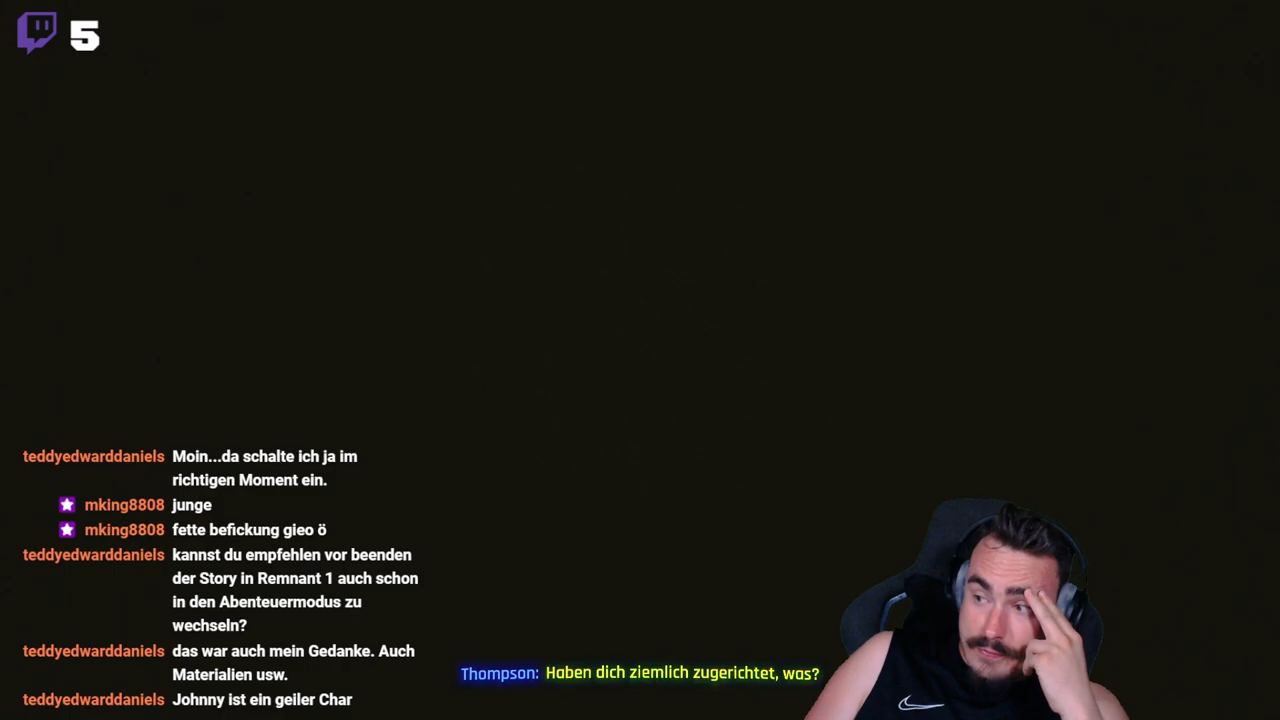 5
teddyedwarddaniels Moin...da schalte ich ja im
richtigen Moment ein.
mking8808 junge
mking8808 fette befickung gieo ö
teddyedwarddaniels kannst du empfehlen vor beenden
der Story in Remnant 1 auch schon
in den Abenteuermodus zu
wechseln?
teddyedwarddaniels das war auch mein Gedanke. Auch
Materialien usw.
teddyedwarddaniels Johnny ist ein geiler Char
Thompson: Haben dich ziemlich zugerichtet, was?